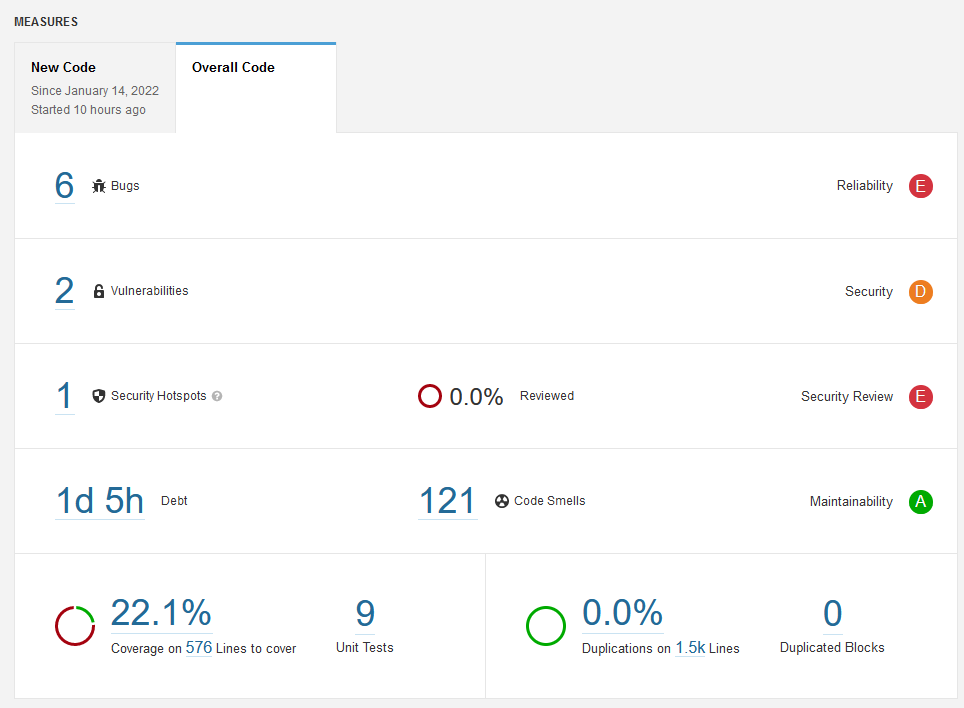 MEASURES
New Code
Since January 14, 2022
Started 10 hours ago
Overall Code
6 Bugs
Reliability E
2 Vulnerabilities
Security D
1 Security Hotspots ?
0.0% Reviewed
Security Review E
1d 5h Debt
121 Code Smells
Maintainability A
22.1%
Coverage on 576 Lines to cover
9
Unit Tests
0.0%
Duplications on 1.5k Lines
0
Duplicated Blocks